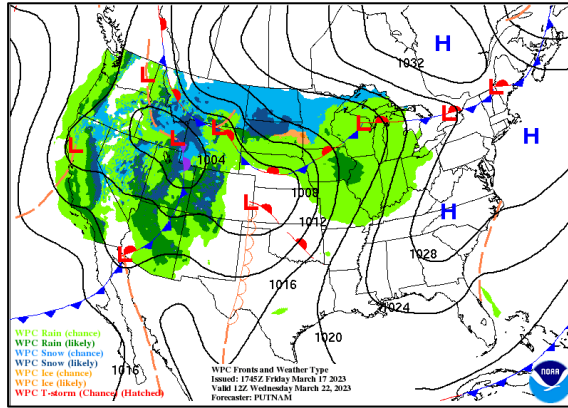 H
1032
L
L
L
L
H
L
L
L
1004
1008
L
H
1012
1028
L
1016
1024
1020
WPC Rain (chance)
WPC Rain (likely)
WPC Snow (chance)
WPC Snow (likely)
WPC Ice (chance)
WPC Ice (likely)
WPC T-storm (Chance) (Hatched)
1016
WPC Fronts and Weather Type
Issued: 1745Z Friday March 17 2023
Valid 12Z Wednesday March 22, 2023
Forecaster: PUTNAM
NOAA